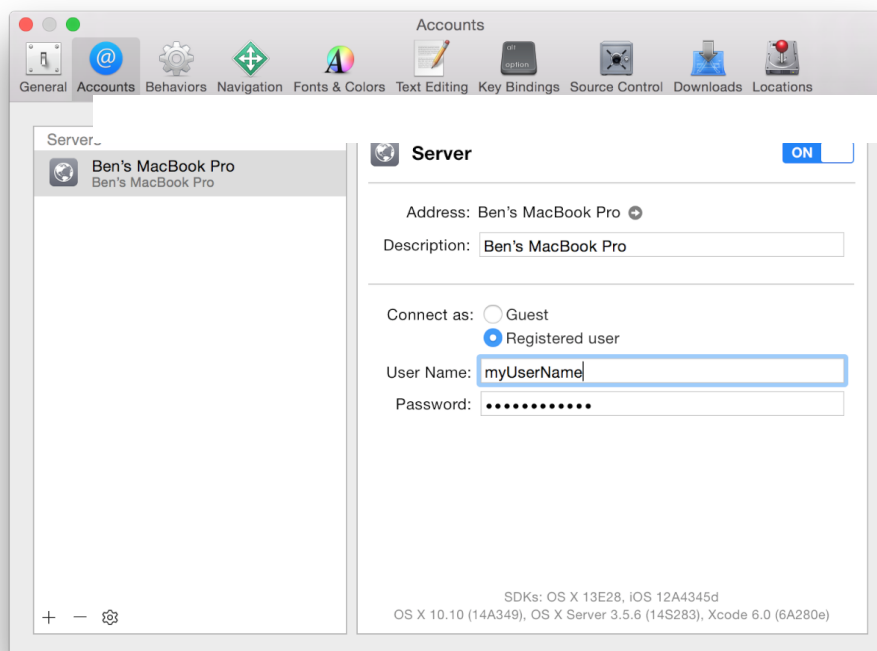 Accounts
General Accounts Behaviors Navigation Fonts & Colors Text Editing Key Bindings Source Control Downloads Locations
alt
option
Servers
Ben's MacBook Pro
Ben's MacBook Pro
Server
ON
Address: Ben's MacBook Pro
Description: Ben's MacBook Pro
Connect as: Guest
Registered user
User Name: myUserName
Password: ••••••••••••
SDKs: OS X 13E28, iOS 12A4345d
OS X 10.10 (14A349), OS X Server 3.5.6 (14S283), Xcode 6.0 (6A280e)